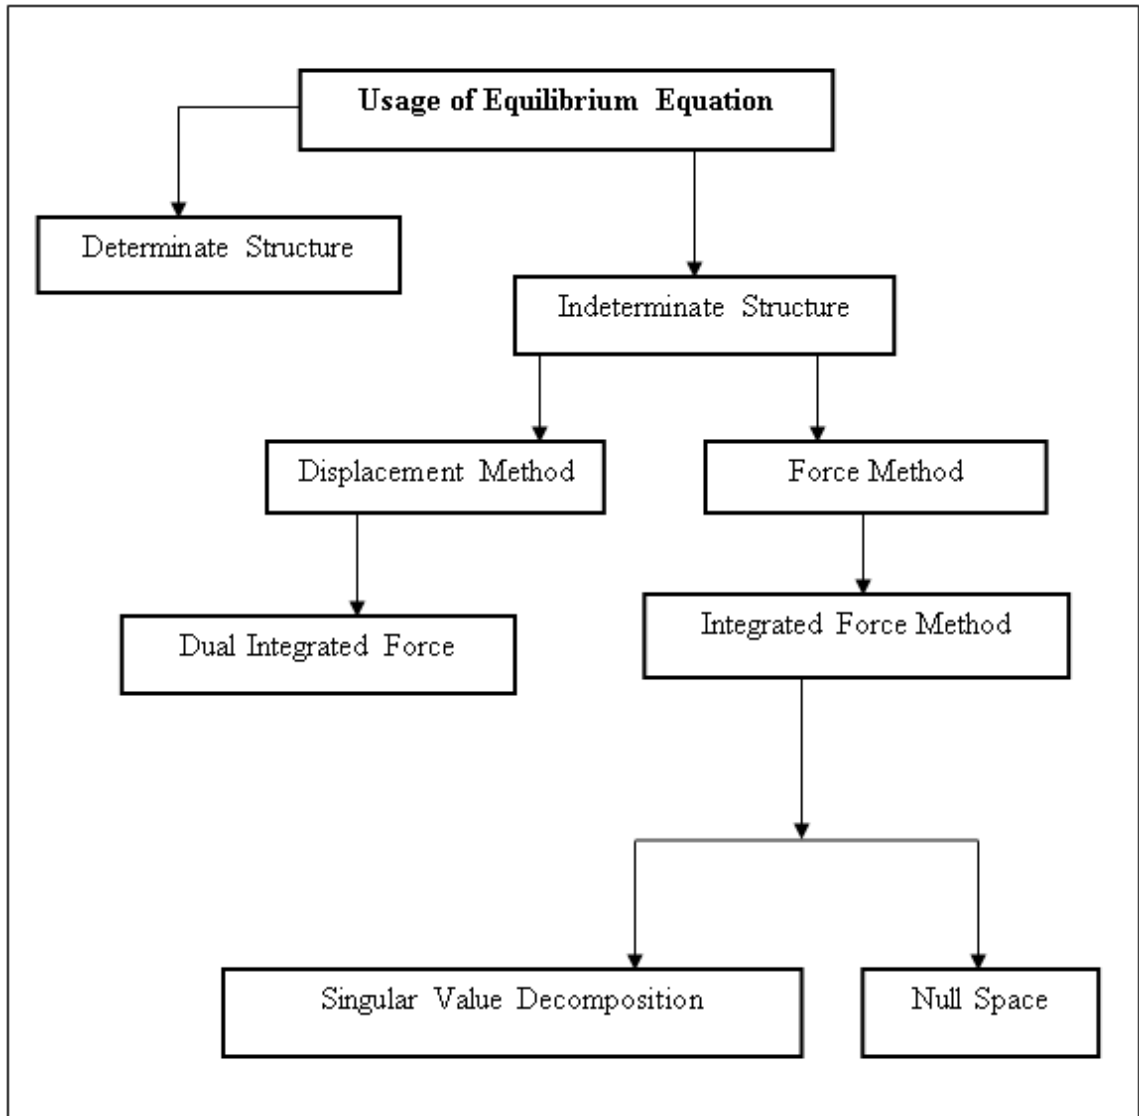 Usage of Equilibrium Equation
Determinate Structure
Indeterminate Structure
Displacement Method
Force Method
Dual Integrated Force
Integrated Force Method
Singular Value Decomposition
Null Space